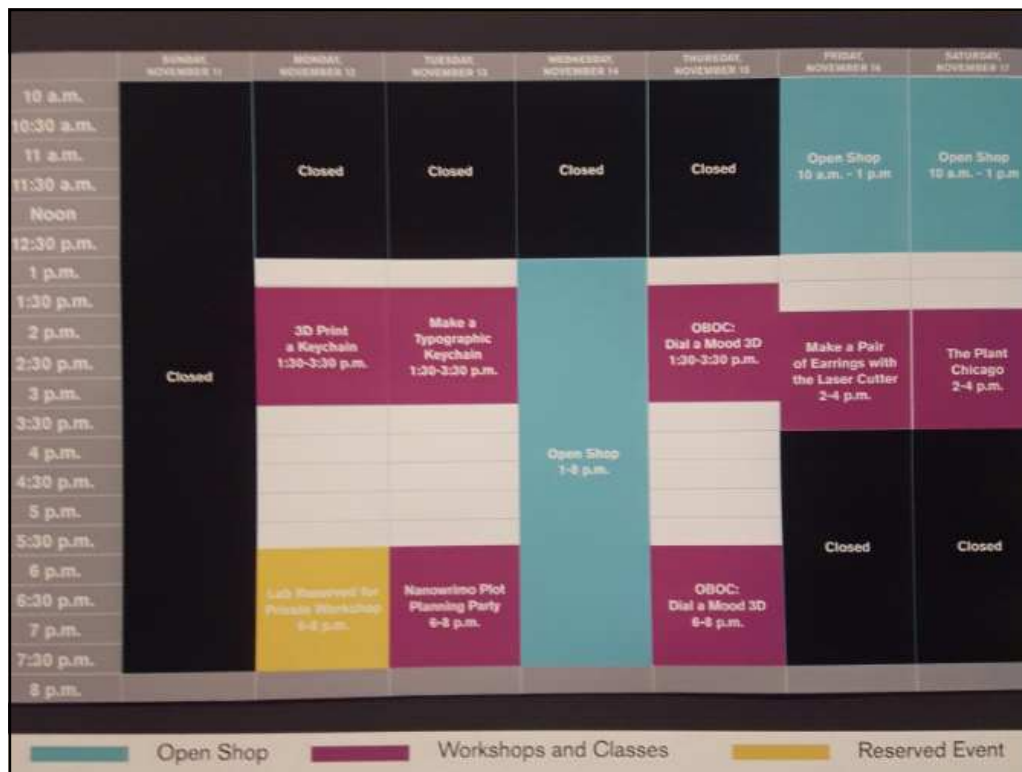 SUNDAY,
NOVEMBER 11
MONDAY,
NOVEMBER 12
TUESDAY,
NOVEMBER 13
WEDNESDAY,
NOVEMBER 14
THURSDAY,
NOVEMBER 15
FRIDAY,
NOVEMBER 16
SATURDAY,
NOVEMBER 17
10 a.m.
10:30 a.m.
11 a.m.
11:30 a.m.
Noon
12:30 p.m.
1 p.m.
1:30 p.m.
2 p.m.
2:30 p.m.
3 p.m.
3:30 p.m.
4 p.m.
4:30 p.m.
5 p.m.
5:30 p.m.
6 p.m.
6:30 p.m.
7 p.m.
7:30 p.m.
8 p.m.
Closed
Closed
3D Print
a Keychain
1:30-3:30 p.m.
Lab Reserved for
Private Workshop
6-8 p.m.
Closed
Make a
Typographic
Keychain
1:30-3:30 p.m.
Nanowrimo Plot
Planning Party
6-8 p.m.
Closed
Open Shop
1-8 p.m.
Closed
OBOC:
Dial a Mood 3D
1:30-3:30 p.m.
OBOC:
Dial a Mood 3D
6-8 p.m.
Open Shop
10 a.m. - 1 p.m
Make a Pair
of Earrings with
the Laser Cutter
2-4 p.m.
Closed
Open Shop
10 a.m. - 1 p.m
The Plant
Chicago
2-4 p.m.
Closed
Open Shop
Workshops and Classes
Reserved Event